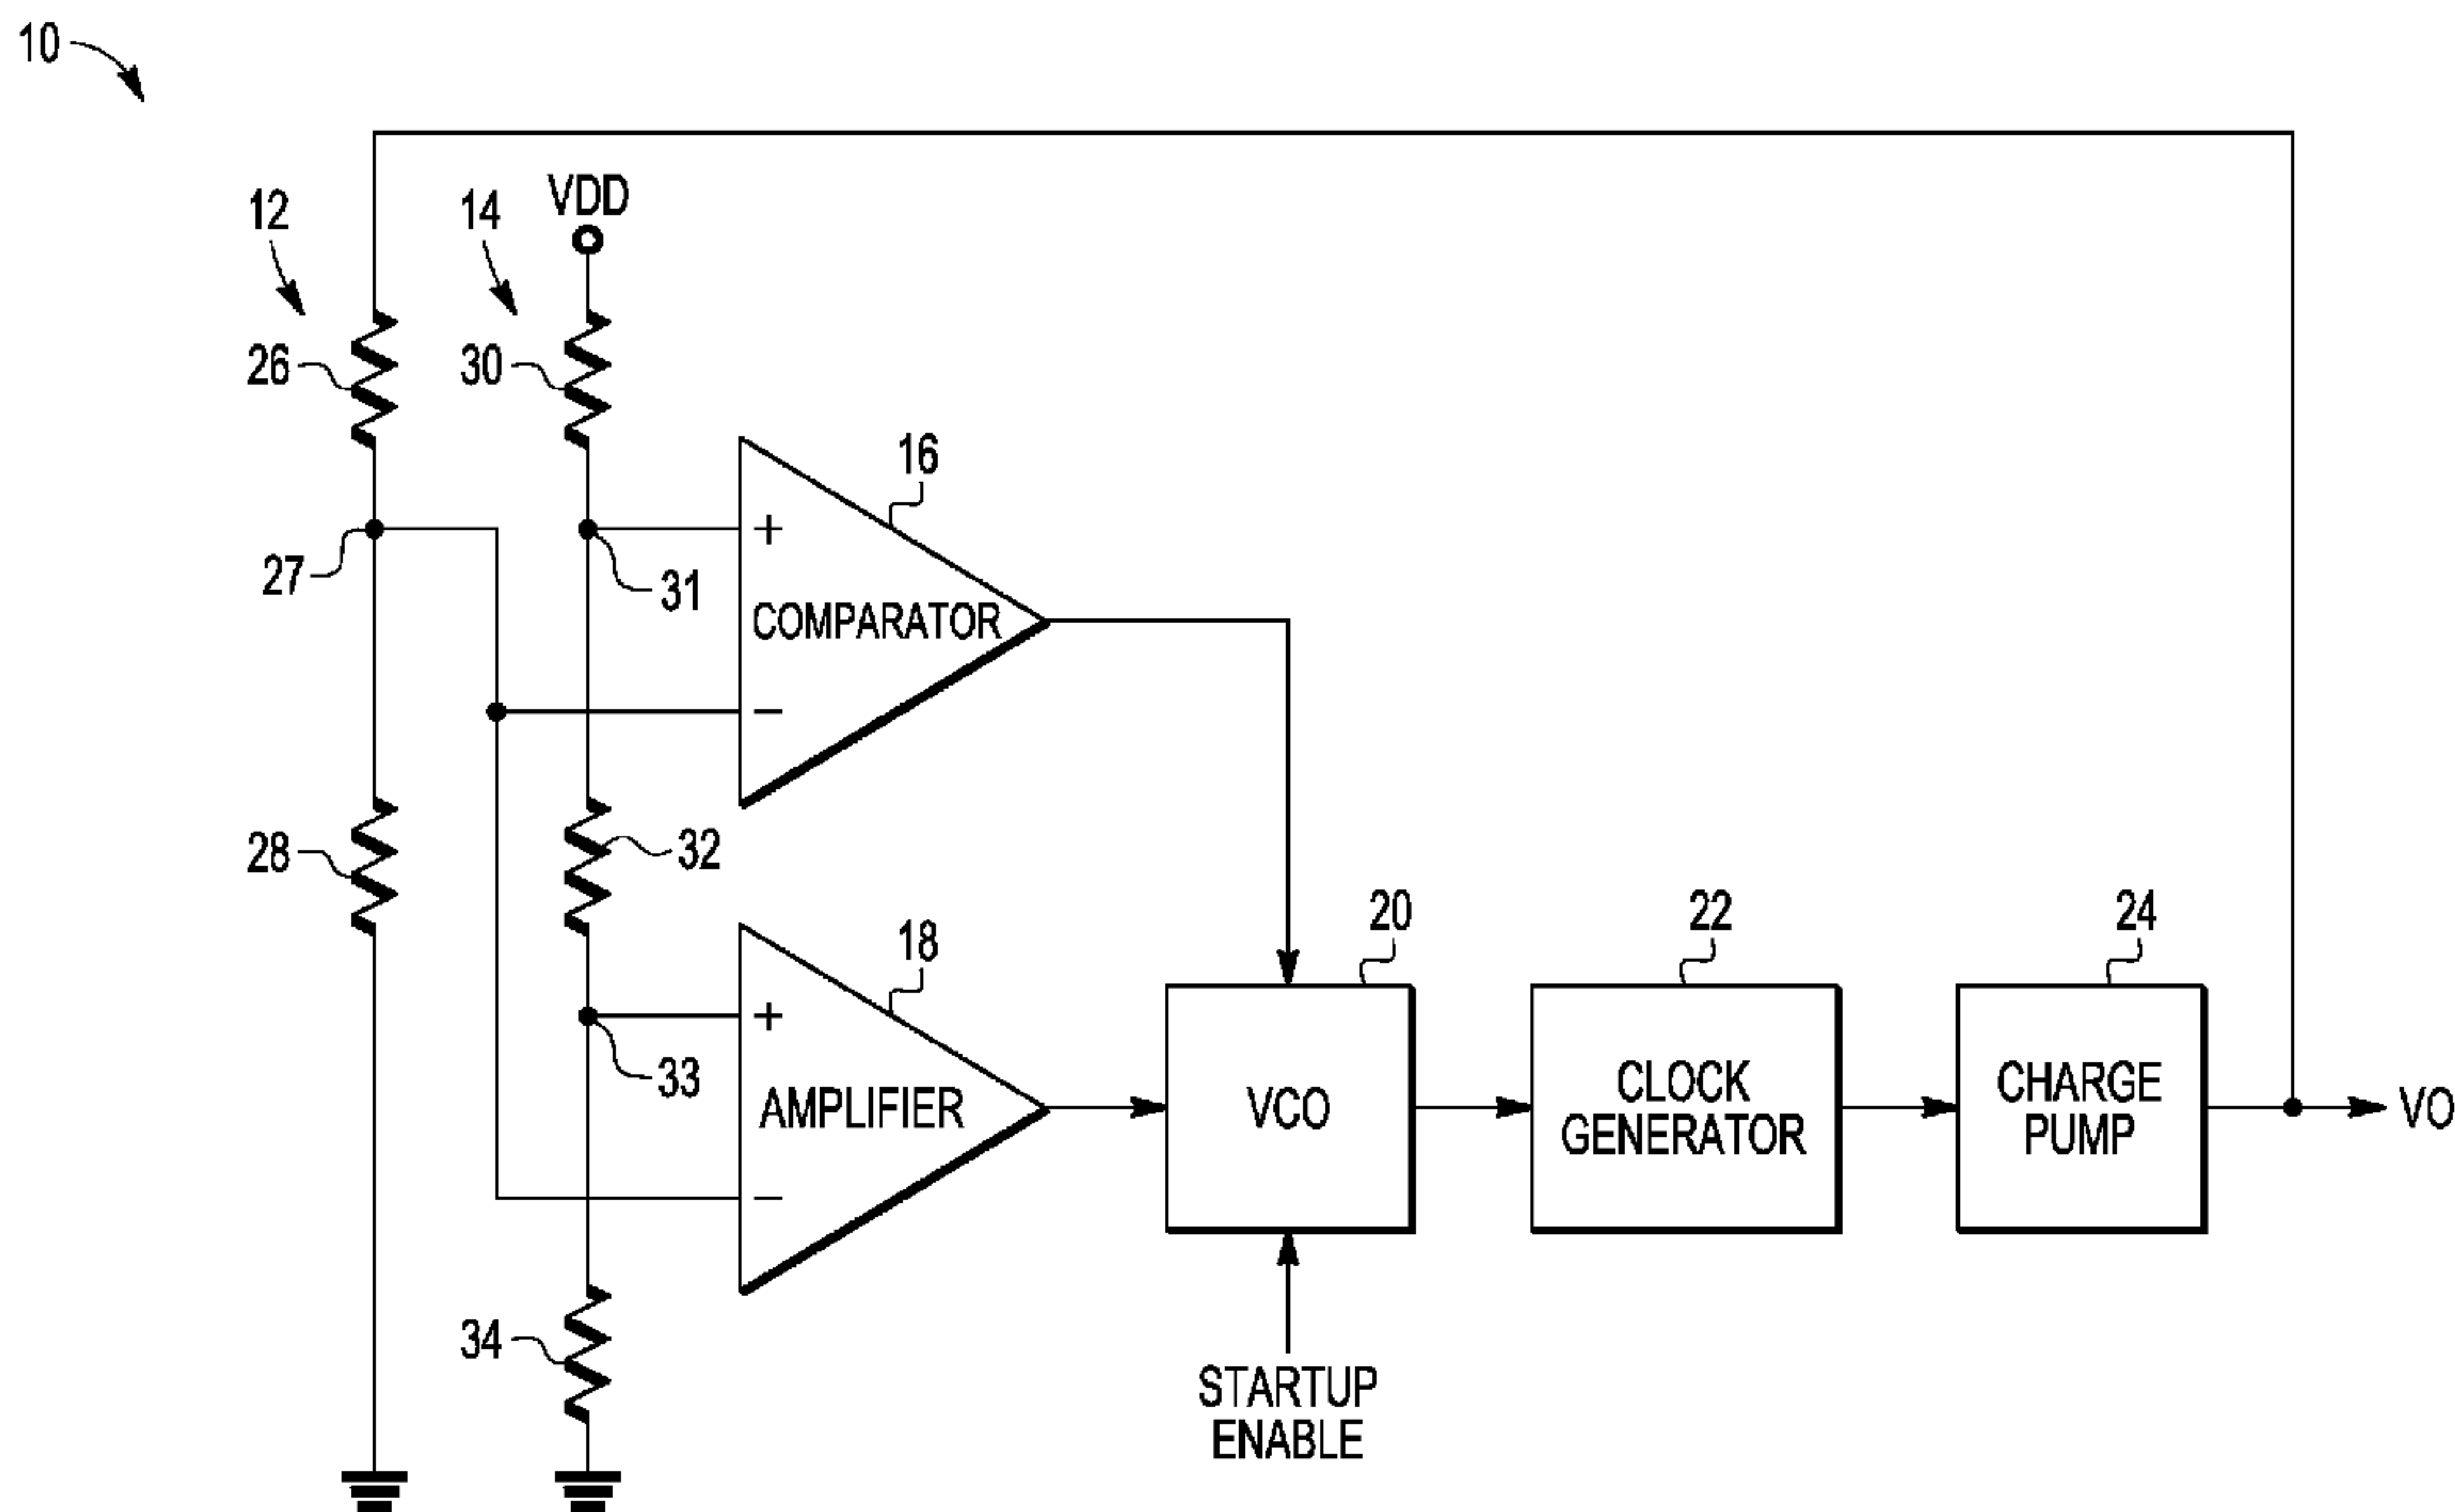 10
12
14
VDD
26
30
16
27
31
+
COMPARATOR
−
28
32
18
20
22
24
+
33
AMPLIFIER
−
VCO
CLOCK
GENERATOR
CHARGE
PUMP
VO
34
STARTUP
ENABLE